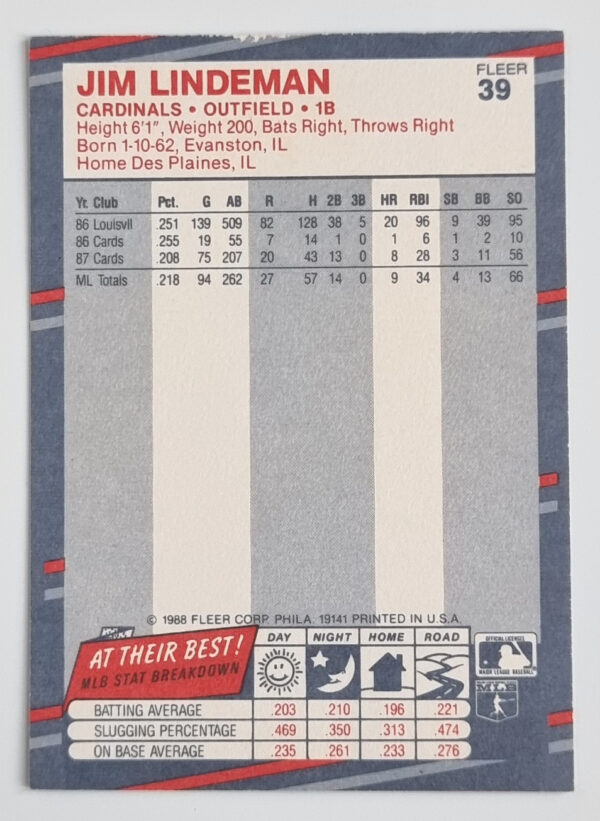 JIM LINDEMAN
FLEER
39
CARDINALS • OUTFIELD • 1B
Height 6'1", Weight 200, Bats Right, Throws Right
Born 1-10-62, Evanston, IL
Home Des Plaines, IL
Yr. Club Pct. G AB R H 2B 3B HR RBI SB BB SO
86 Louisvil .251 139 509 82 128 38 5 20 96 9 39 95
86 Cards .255 19 55 7 14 1 0 1 6 1 2 10
87 Cards .208 75 207 20 43 13 0 8 28 3 11 56
ML Totals .218 94 262 27 57 14 0 9 34 4 13 66
© 1988 FLEER CORP. PHILA. 19141 PRINTED IN U.S.A.
AT THEIR BEST!
MLB STAT BREAKDOWN
DAY NIGHT HOME ROAD
OFFICIAL LICENSEE
MAJOR LEAGUE BASEBALL
BATTING AVERAGE .203 .210 .196 .221
SLUGGING PERCENTAGE .469 .350 .313 .474
ON BASE AVERAGE .235 .261 .233 .276